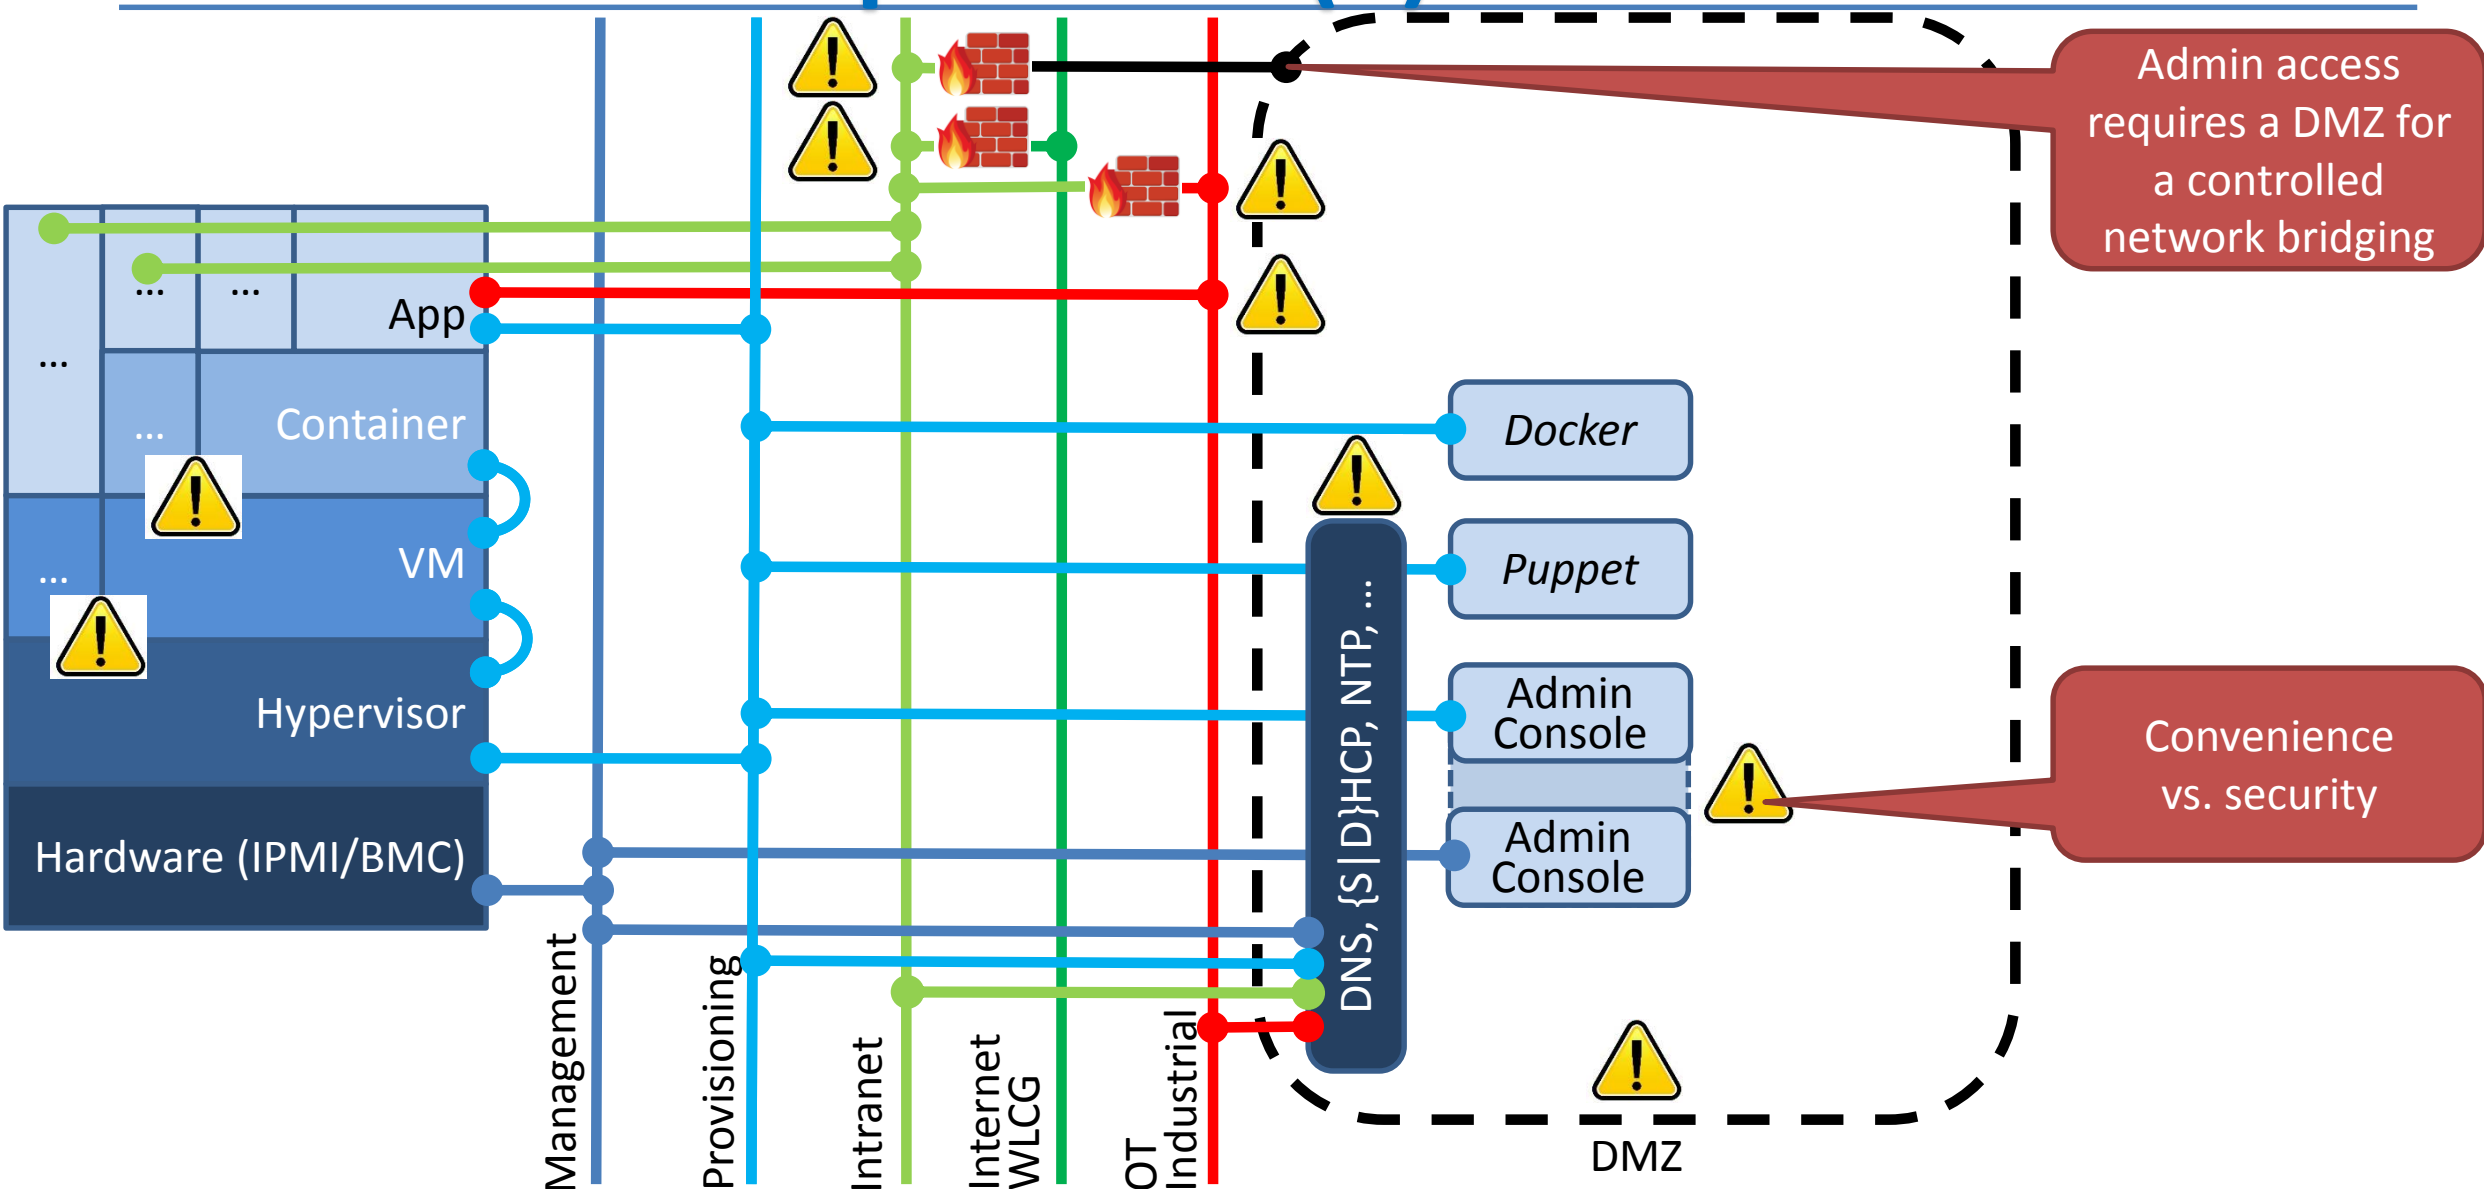 Admin access
requires a DMZ for
a controlled
network bridging
...
...
...
App
...
Container
...
VM
...
Hypervisor
Hardware (IPMI/BMC)
Docker
Puppet
Admin
Console
Admin
Console
DNS, {S|D}HCP, NTP, ...
Convenience
vs. security
Management
Provisioning
Intranet
Internet
WLCG
OT
Industrial
DMZ